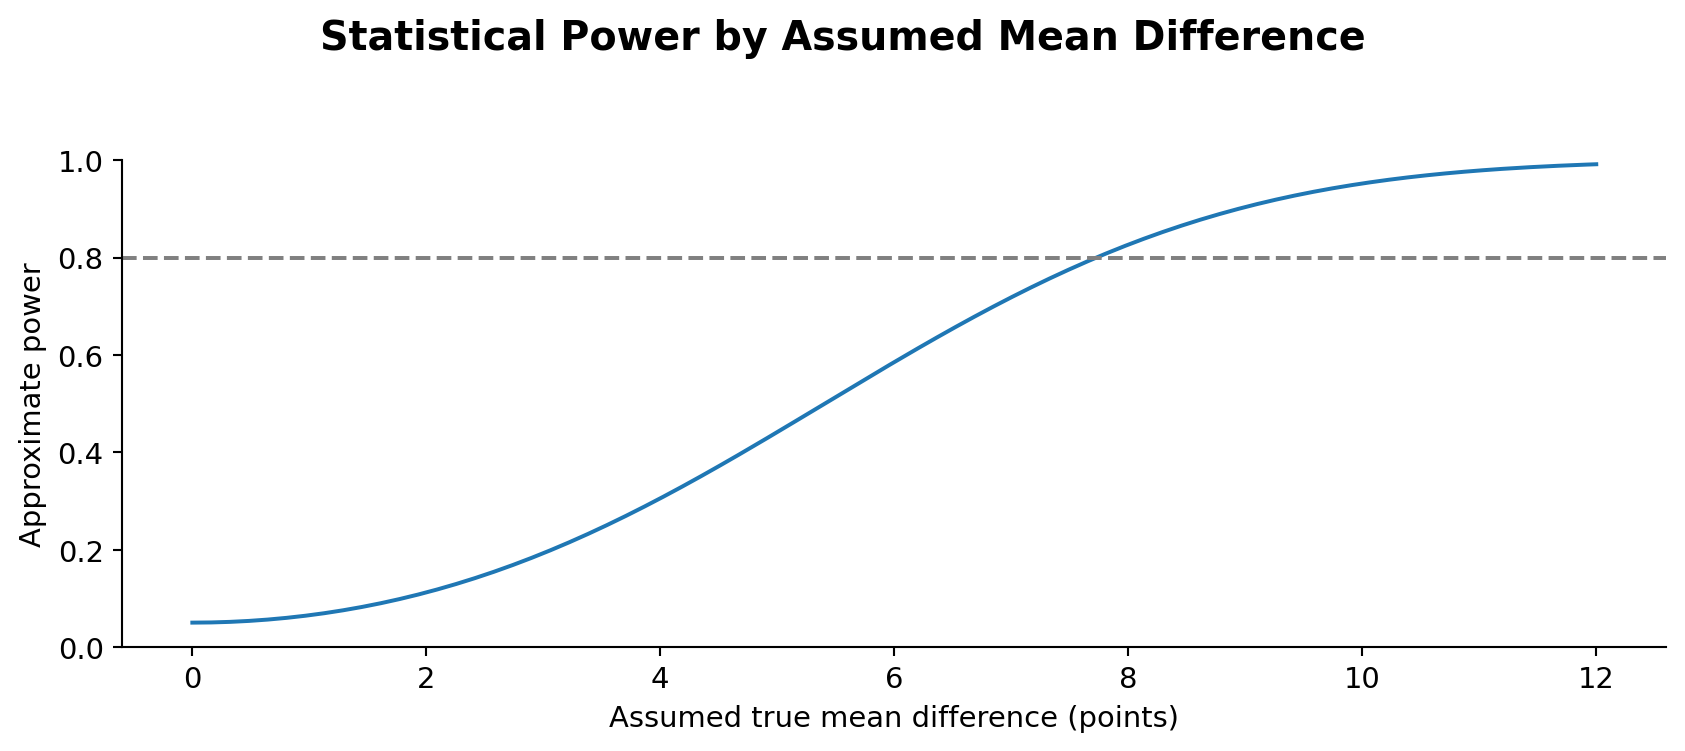 Statistical Power by Assumed Mean Difference
1.0
0.8
0.6
0.4
0.2
0.0
Approximate power
0 2 4 6 8 10 12
Assumed true mean difference (points)